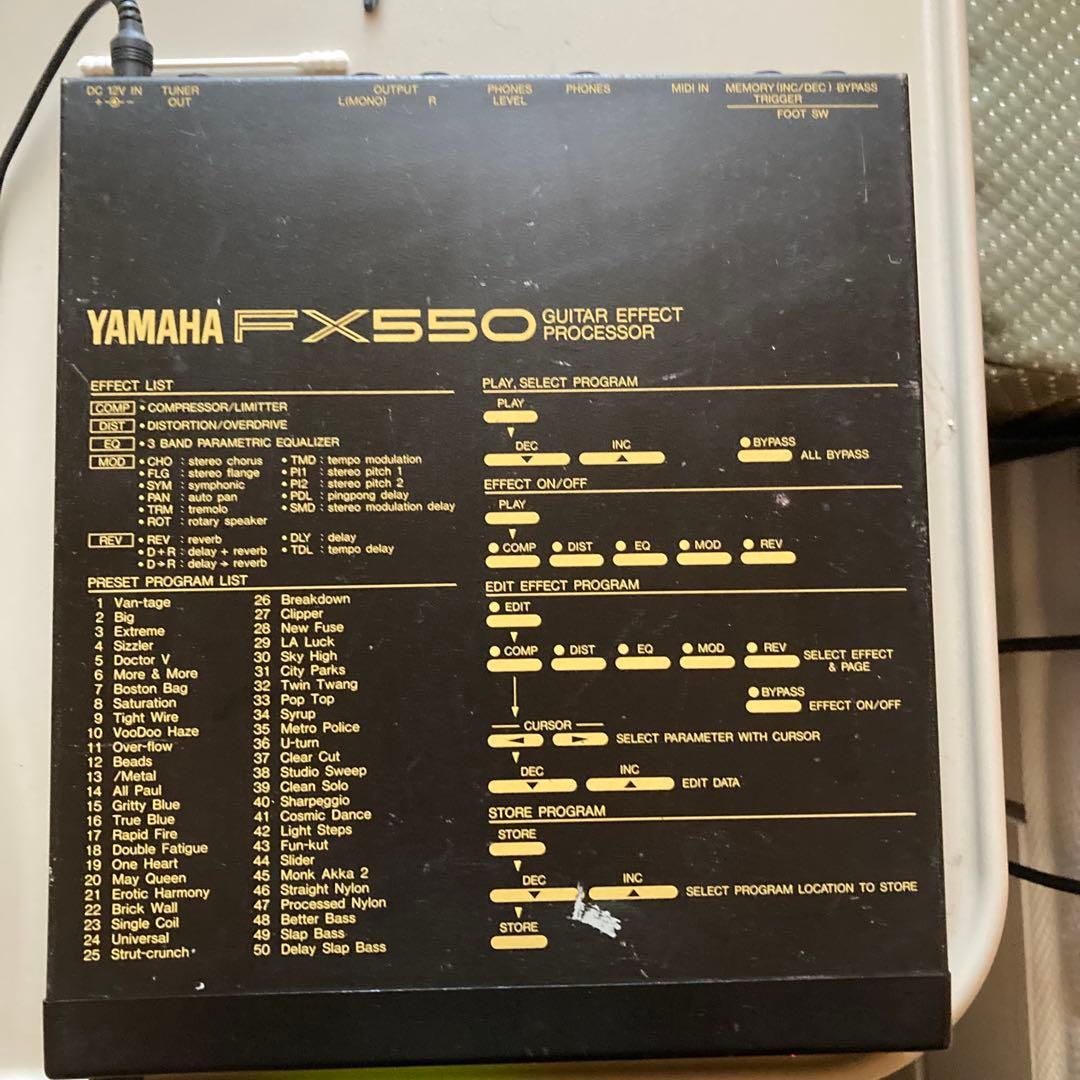 DC 12V IN
TUNER OUT
OUTPUT
L(MONO) R
PHONES LEVEL
PHONES
MIDI IN
MEMORY(INC/DEC) BYPASS
TRIGGER
FOOT SW
YAMAHA FX550 GUITAR EFFECT PROCESSOR
EFFECT LIST
COMP • COMPRESSOR/LIMITTER
DIST • DISTORTION/OVERDRIVE
EQ • 3 BAND PARAMETRIC EQUALIZER
MOD • CHO : stereo chorus
• FLG : stereo flange
• SYM : symphonic
• PAN : auto pan
• TRM : tremolo
• ROT : rotary speaker
• TMD : tempo modulation
• PI1 : stereo pitch 1
• PI2 : stereo pitch 2
• PDL : pingpong delay
• SMD : stereo modulation delay
REV • REV : reverb
• D+R : delay + reverb
• D→R : delay → reverb
• DLY : delay
• TDL : tempo delay
PRESET PROGRAM LIST
1 Van-tage
2 Big
3 Extreme
4 Sizzler
5 Doctor V
6 More & More
7 Boston Bag
8 Saturation
9 Tight Wire
10 VooDoo Haze
11 Over-flow
12 Beads
13 /Metal
14 All Paul
15 Gritty Blue
16 True Blue
17 Rapid Fire
18 Double Fatigue
19 One Heart
20 May Queen
21 Erotic Harmony
22 Brick Wall
23 Single Coil
24 Universal
25 Strut-crunch
26 Breakdown
27 Clipper
28 New Fuse
29 LA Luck
30 Sky High
31 City Parks
32 Twin Twang
33 Pop Top
34 Syrup
35 Metro Police
36 U-turn
37 Clear Cut
38 Studio Sweep
39 Clean Solo
40 Sharpeggio
41 Cosmic Dance
42 Light Steps
43 Fun-kut
44 Slider
45 Monk Akka 2
46 Straight Nylon
47 Processed Nylon
48 Better Bass
49 Slap Bass
50 Delay Slap Bass
PLAY, SELECT PROGRAM
PLAY
DEC INC BYPASS ALL BYPASS
EFFECT ON/OFF
PLAY
COMP DIST EQ MOD REV
EDIT EFFECT PROGRAM
EDIT
COMP DIST EQ MOD REV SELECT EFFECT & PAGE
BYPASS EFFECT ON/OFF
CURSOR SELECT PARAMETER WITH CURSOR
DEC INC EDIT DATA
STORE PROGRAM
STORE
DEC INC SELECT PROGRAM LOCATION TO STORE
STORE